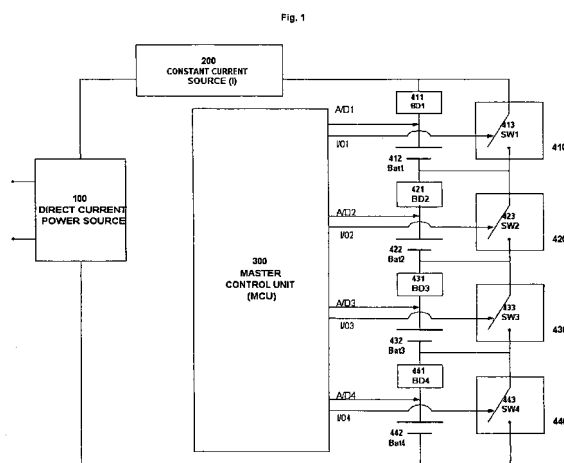 Fig. 1
200
CONSTANT CURRENT
SOURCE (I)
411
BD1
A/D1
I/O1
413
SW1
410
412
Bat1
100
DIRECT CURRENT
POWER SOURCE
421
BD2
A/D2
I/O2
423
SW2
420
422
Bat2
300
MASTER
CONTROL UNIT
(MCU)
431
BD3
A/D3
I/O3
433
SW3
430
432
Bat3
441
BD4
A/D4
I/O4
443
SW4
440
442
Bat4